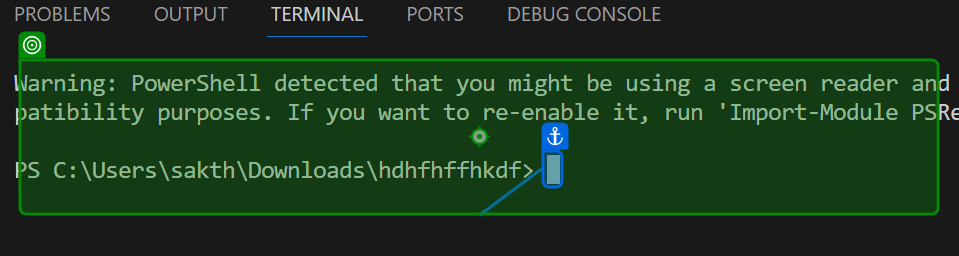 PROBLEMS OUTPUT TERMINAL PORTS DEBUG CONSOLE
Warning: PowerShell detected that you might be using a screen reader and
patibility purposes. If you want to re-enable it, run 'Import-Module PSRe
PS C:\Users\sakth\Downloads\hdhfhffhkdf>